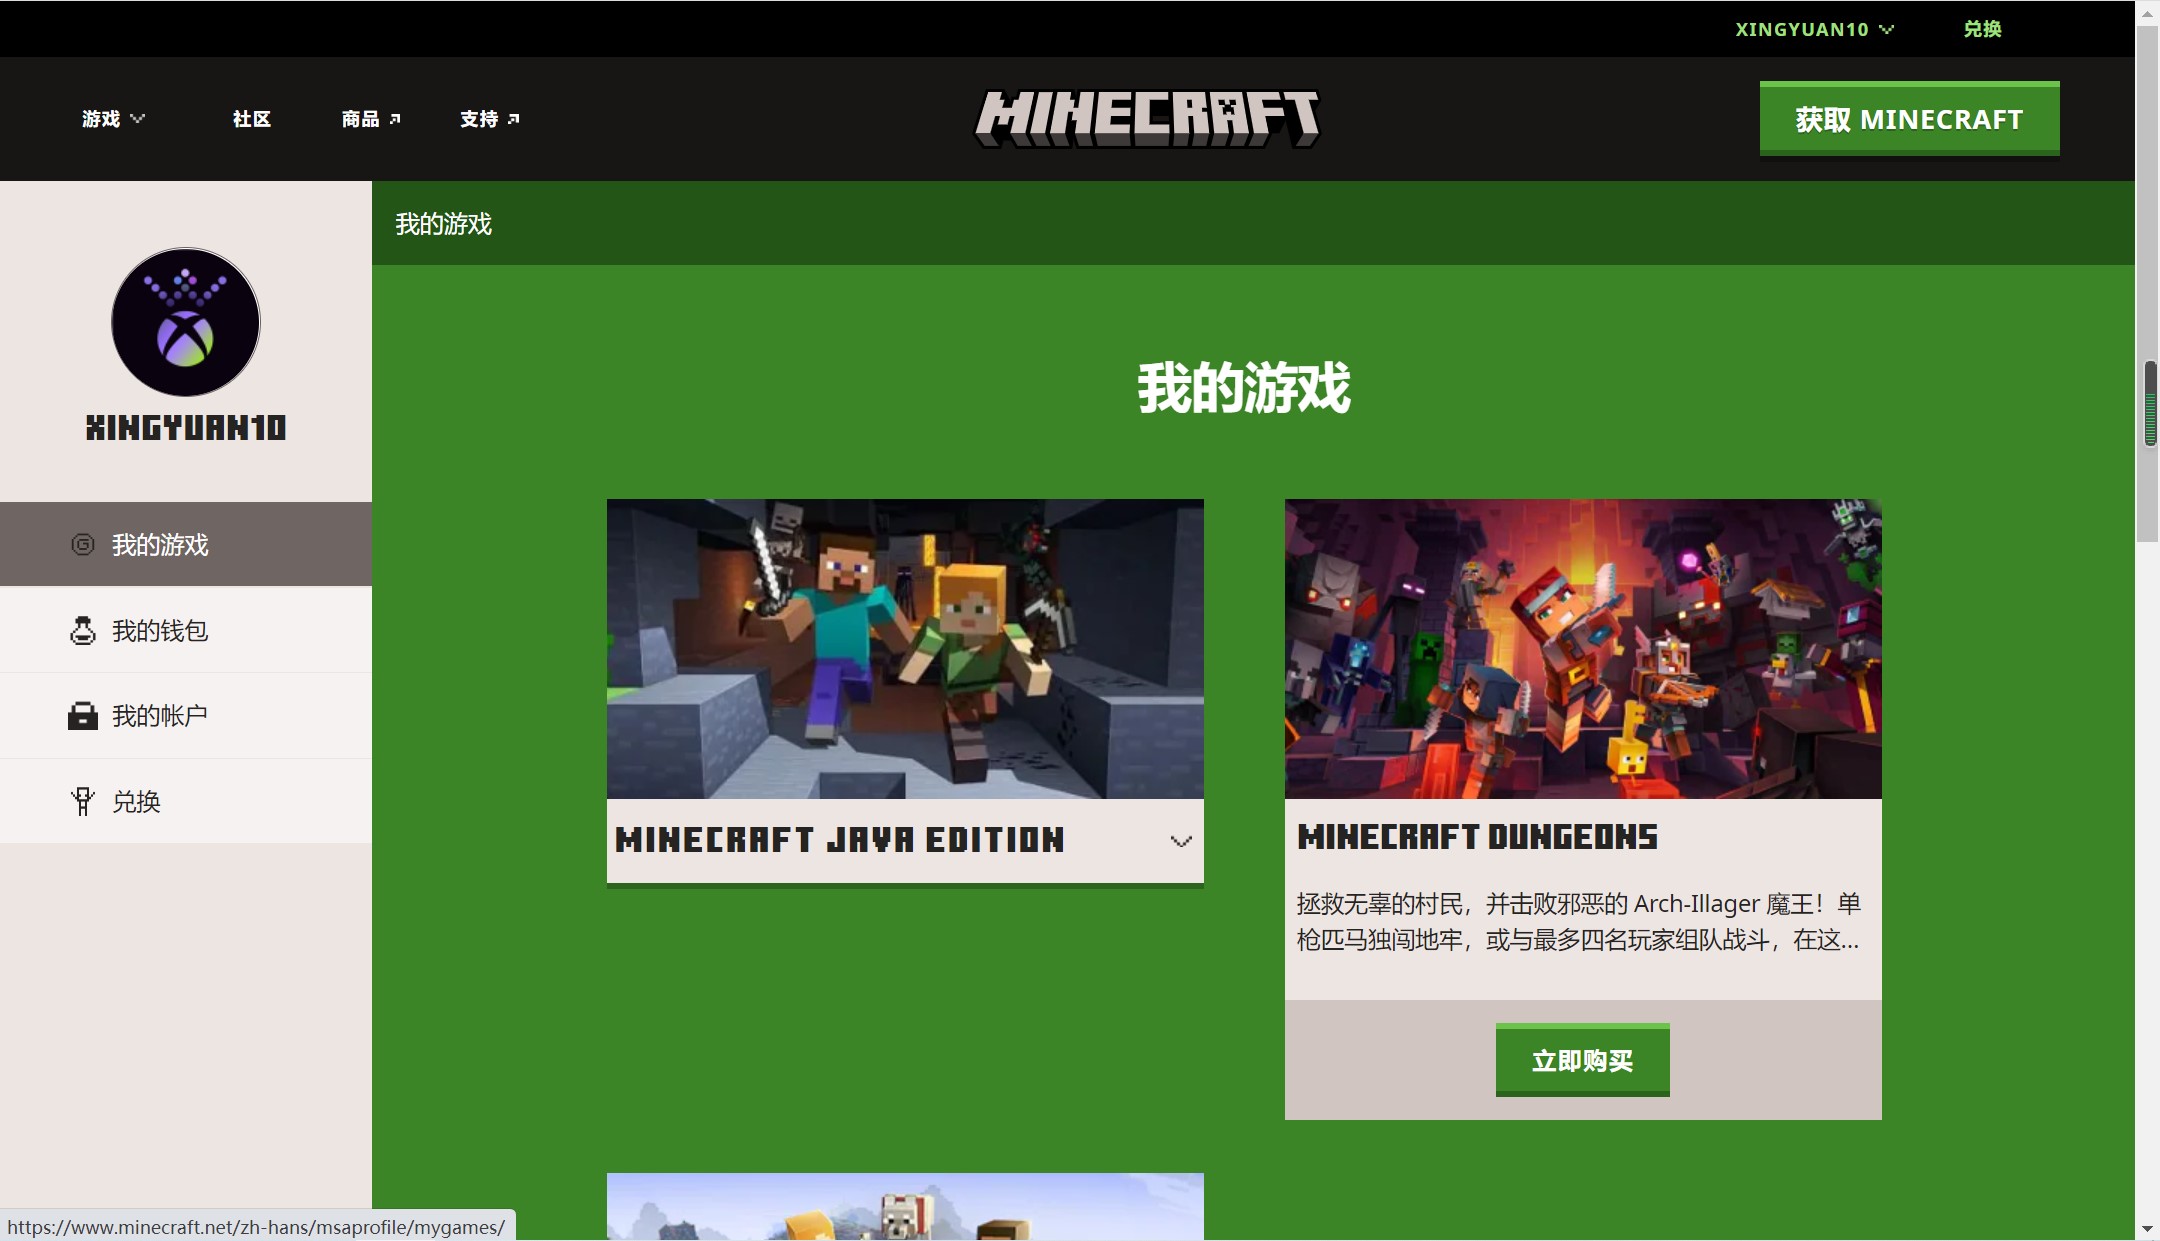 XINGYUAN10
兑换
游戏
社区
商品
支持
MINECRAFT
获取 MINECRAFT
我的游戏
XINGYUAN10
我的游戏
我的钱包
我的帐户
兑换
我的游戏
MINECRAFT JAVA EDITION
MINECRAFT DUNGEONS
拯救无辜的村民，并击败邪恶的 Arch-Illager 魔王！单
枪匹马独闯地牢，或与最多四名玩家组队战斗，在这...
立即购买
https://www.minecraft.net/zh-hans/msaprofile/mygames/